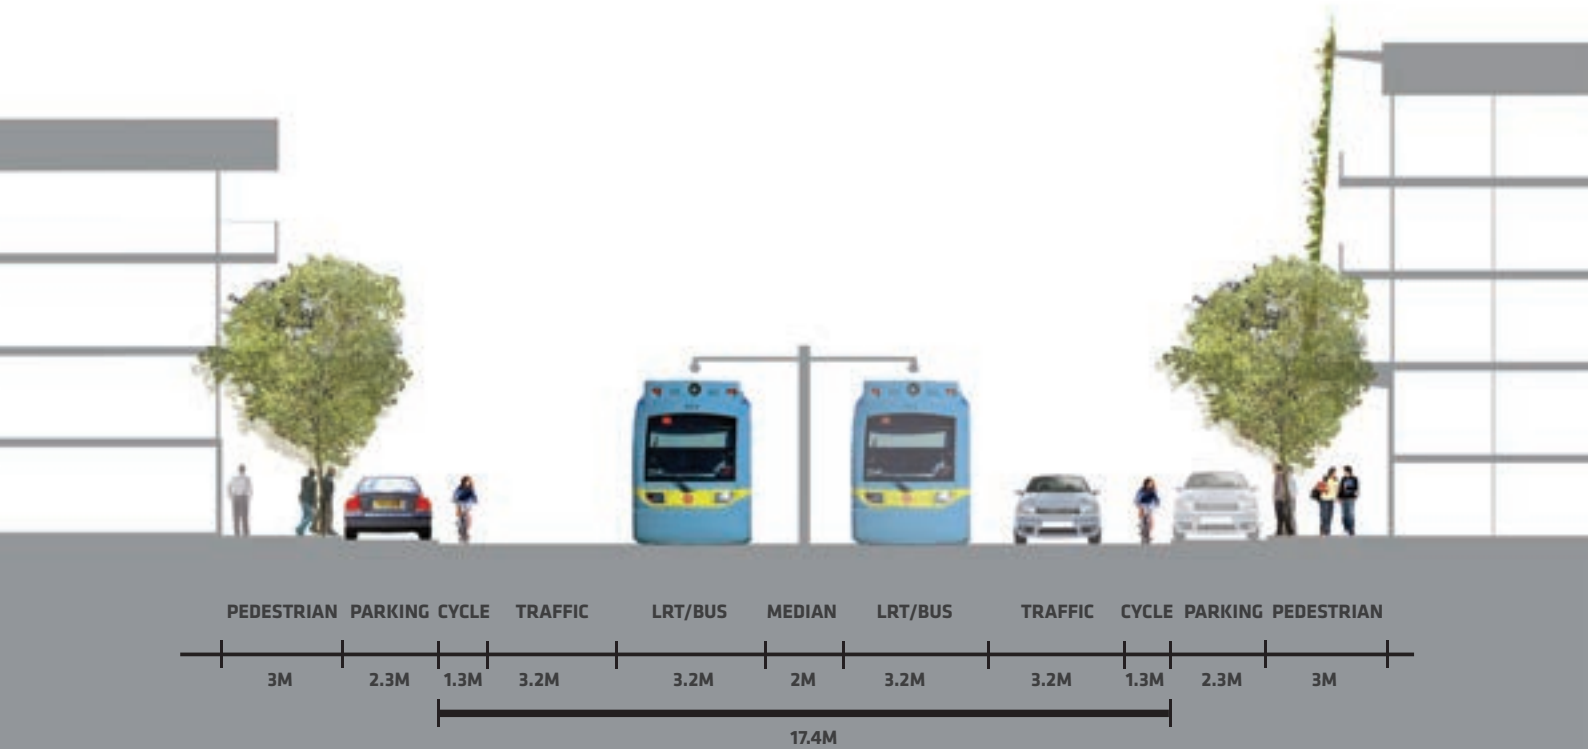 PEDESTRIAN PARKING CYCLE TRAFFIC LRT/BUS MEDIAN LRT/BUS TRAFFIC CYCLE PARKING PEDESTRIAN
3M 2.3M 1.3M 3.2M 3.2M 2M 3.2M 3.2M 1.3M 2.3M 3M
17.4M